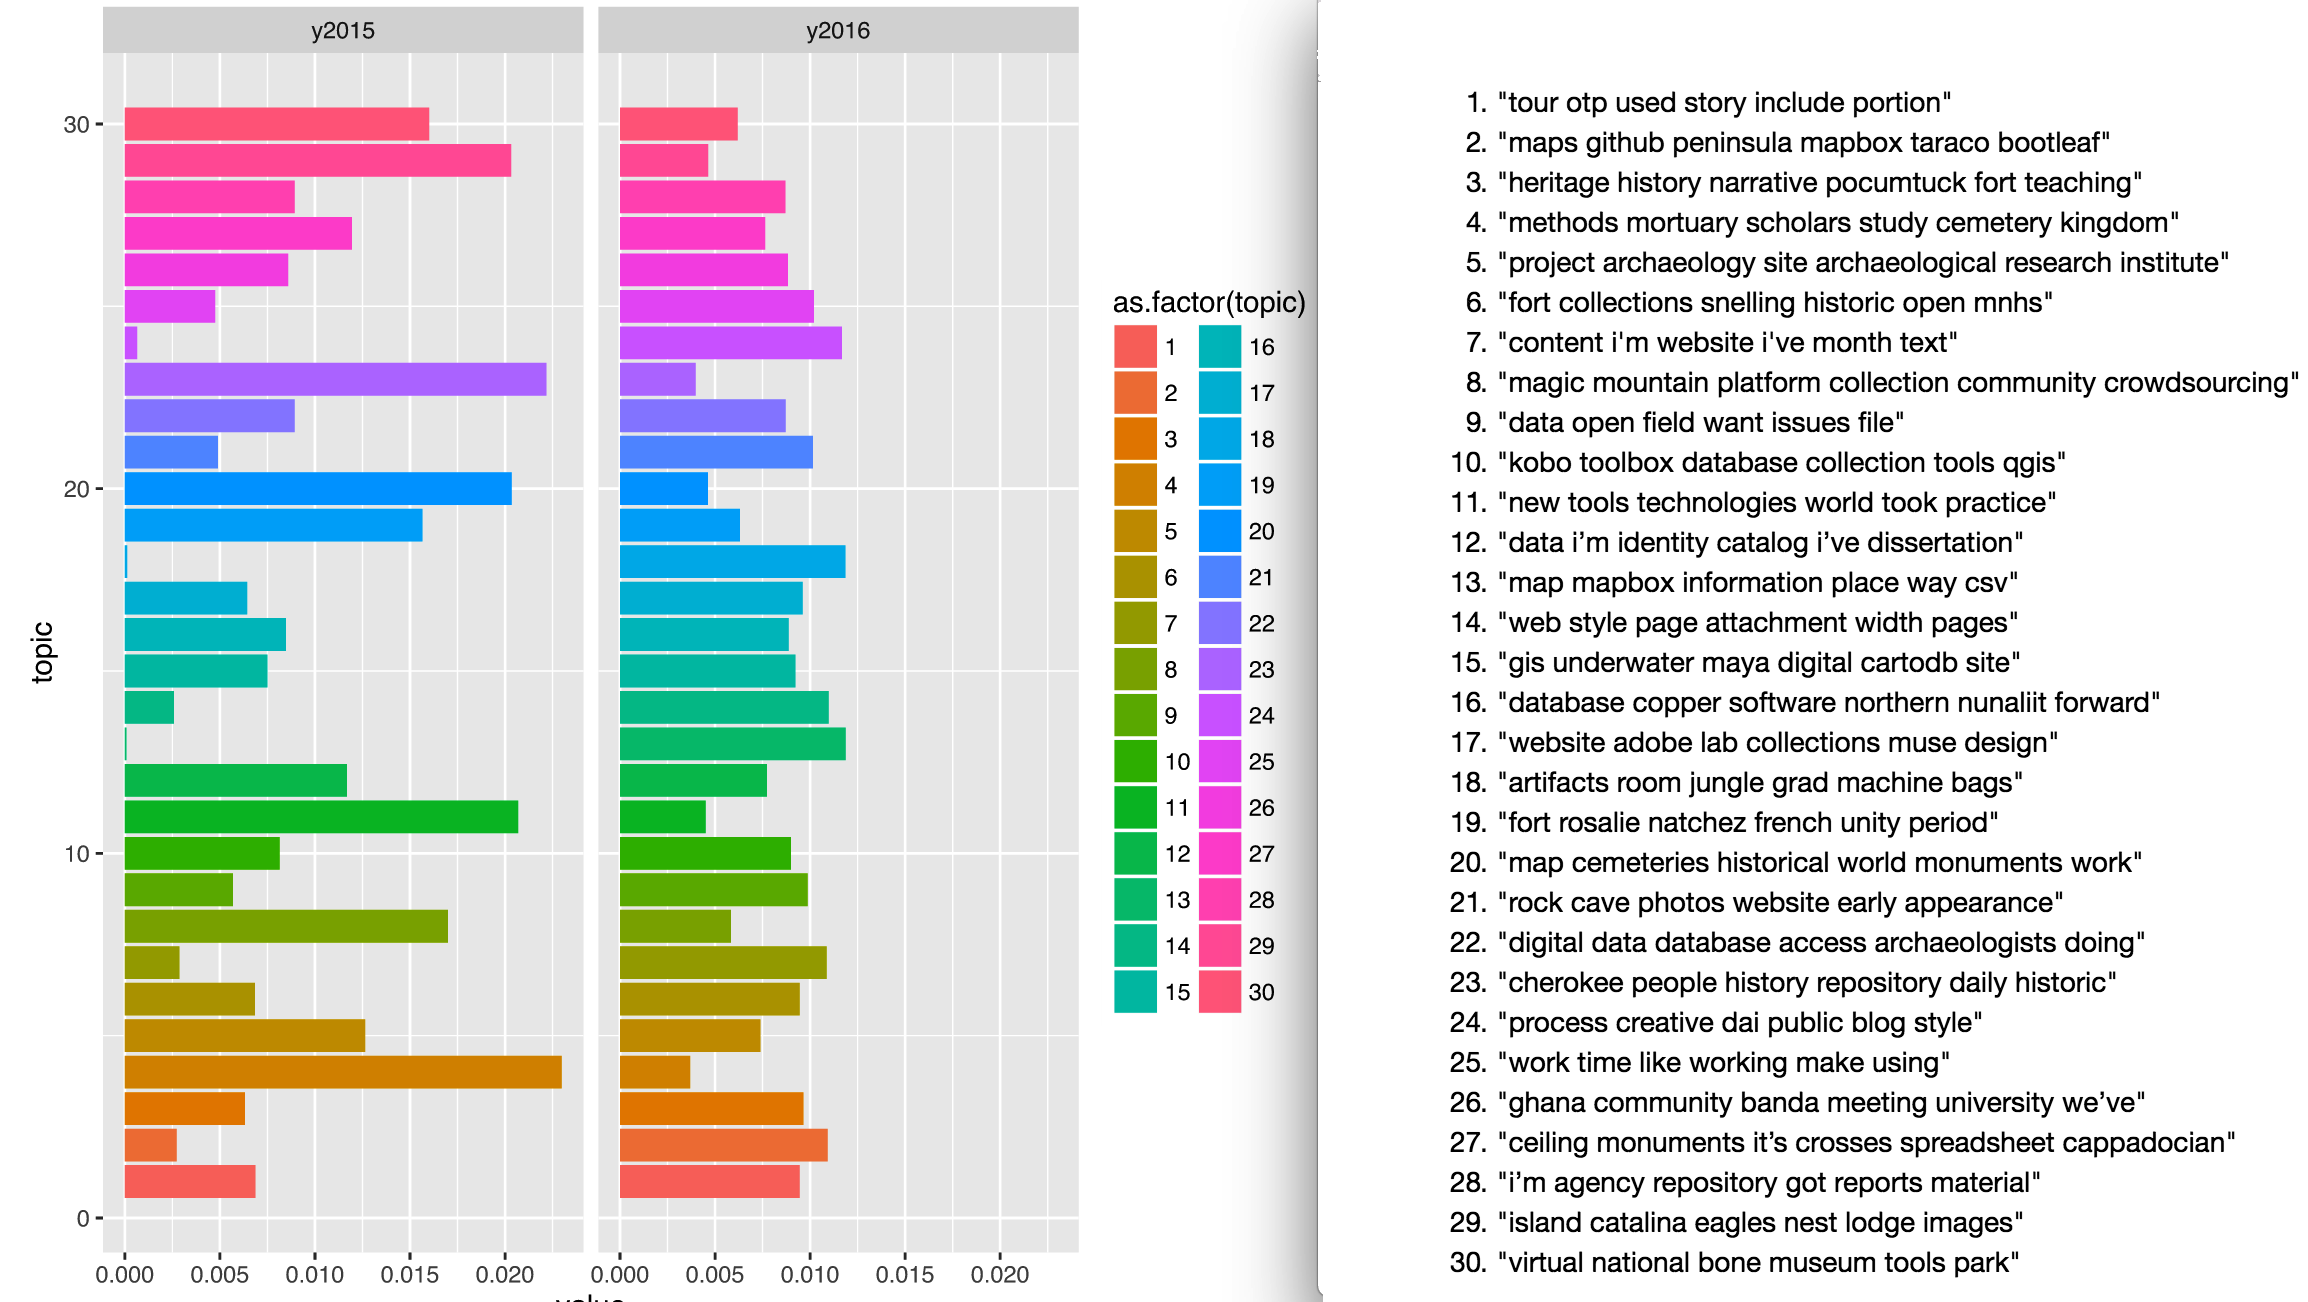 y2015
y2016
30
20
10
0
topic
0.000 0.005 0.010 0.015 0.020
0.000 0.005 0.010 0.015 0.020
value
as.factor(topic)
1 16
2 17
3 18
4 19
5 20
6 21
7 22
8 23
9 24
10 25
11 26
12 27
13 28
14 29
15 30
1. "tour otp used story include portion"
2. "maps github peninsula mapbox taraco bootleaf"
3. "heritage history narrative pocumtuck fort teaching"
4. "methods mortuary scholars study cemetery kingdom"
5. "project archaeology site archaeological research institute"
6. "fort collections snelling historic open mnhs"
7. "content i'm website i've month text"
8. "magic mountain platform collection community crowdsourcing"
9. "data open field want issues file"
10. "kobo toolbox database collection tools qgis"
11. "new tools technologies world took practice"
12. "data i’m identity catalog i’ve dissertation"
13. "map mapbox information place way csv"
14. "web style page attachment width pages"
15. "gis underwater maya digital cartodb site"
16. "database copper software northern nunaliit forward"
17. "website adobe lab collections muse design"
18. "artifacts room jungle grad machine bags"
19. "fort rosalie natchez french unity period"
20. "map cemeteries historical world monuments work"
21. "rock cave photos website early appearance"
22. "digital data database access archaeologists doing"
23. "cherokee people history repository daily historic"
24. "process creative dai public blog style"
25. "work time like working make using"
26. "ghana community banda meeting university we’ve"
27. "ceiling monuments it’s crosses spreadsheet cappadocian"
28. "i’m agency repository got reports material"
29. "island catalina eagles nest lodge images"
30. "virtual national bone museum tools park"